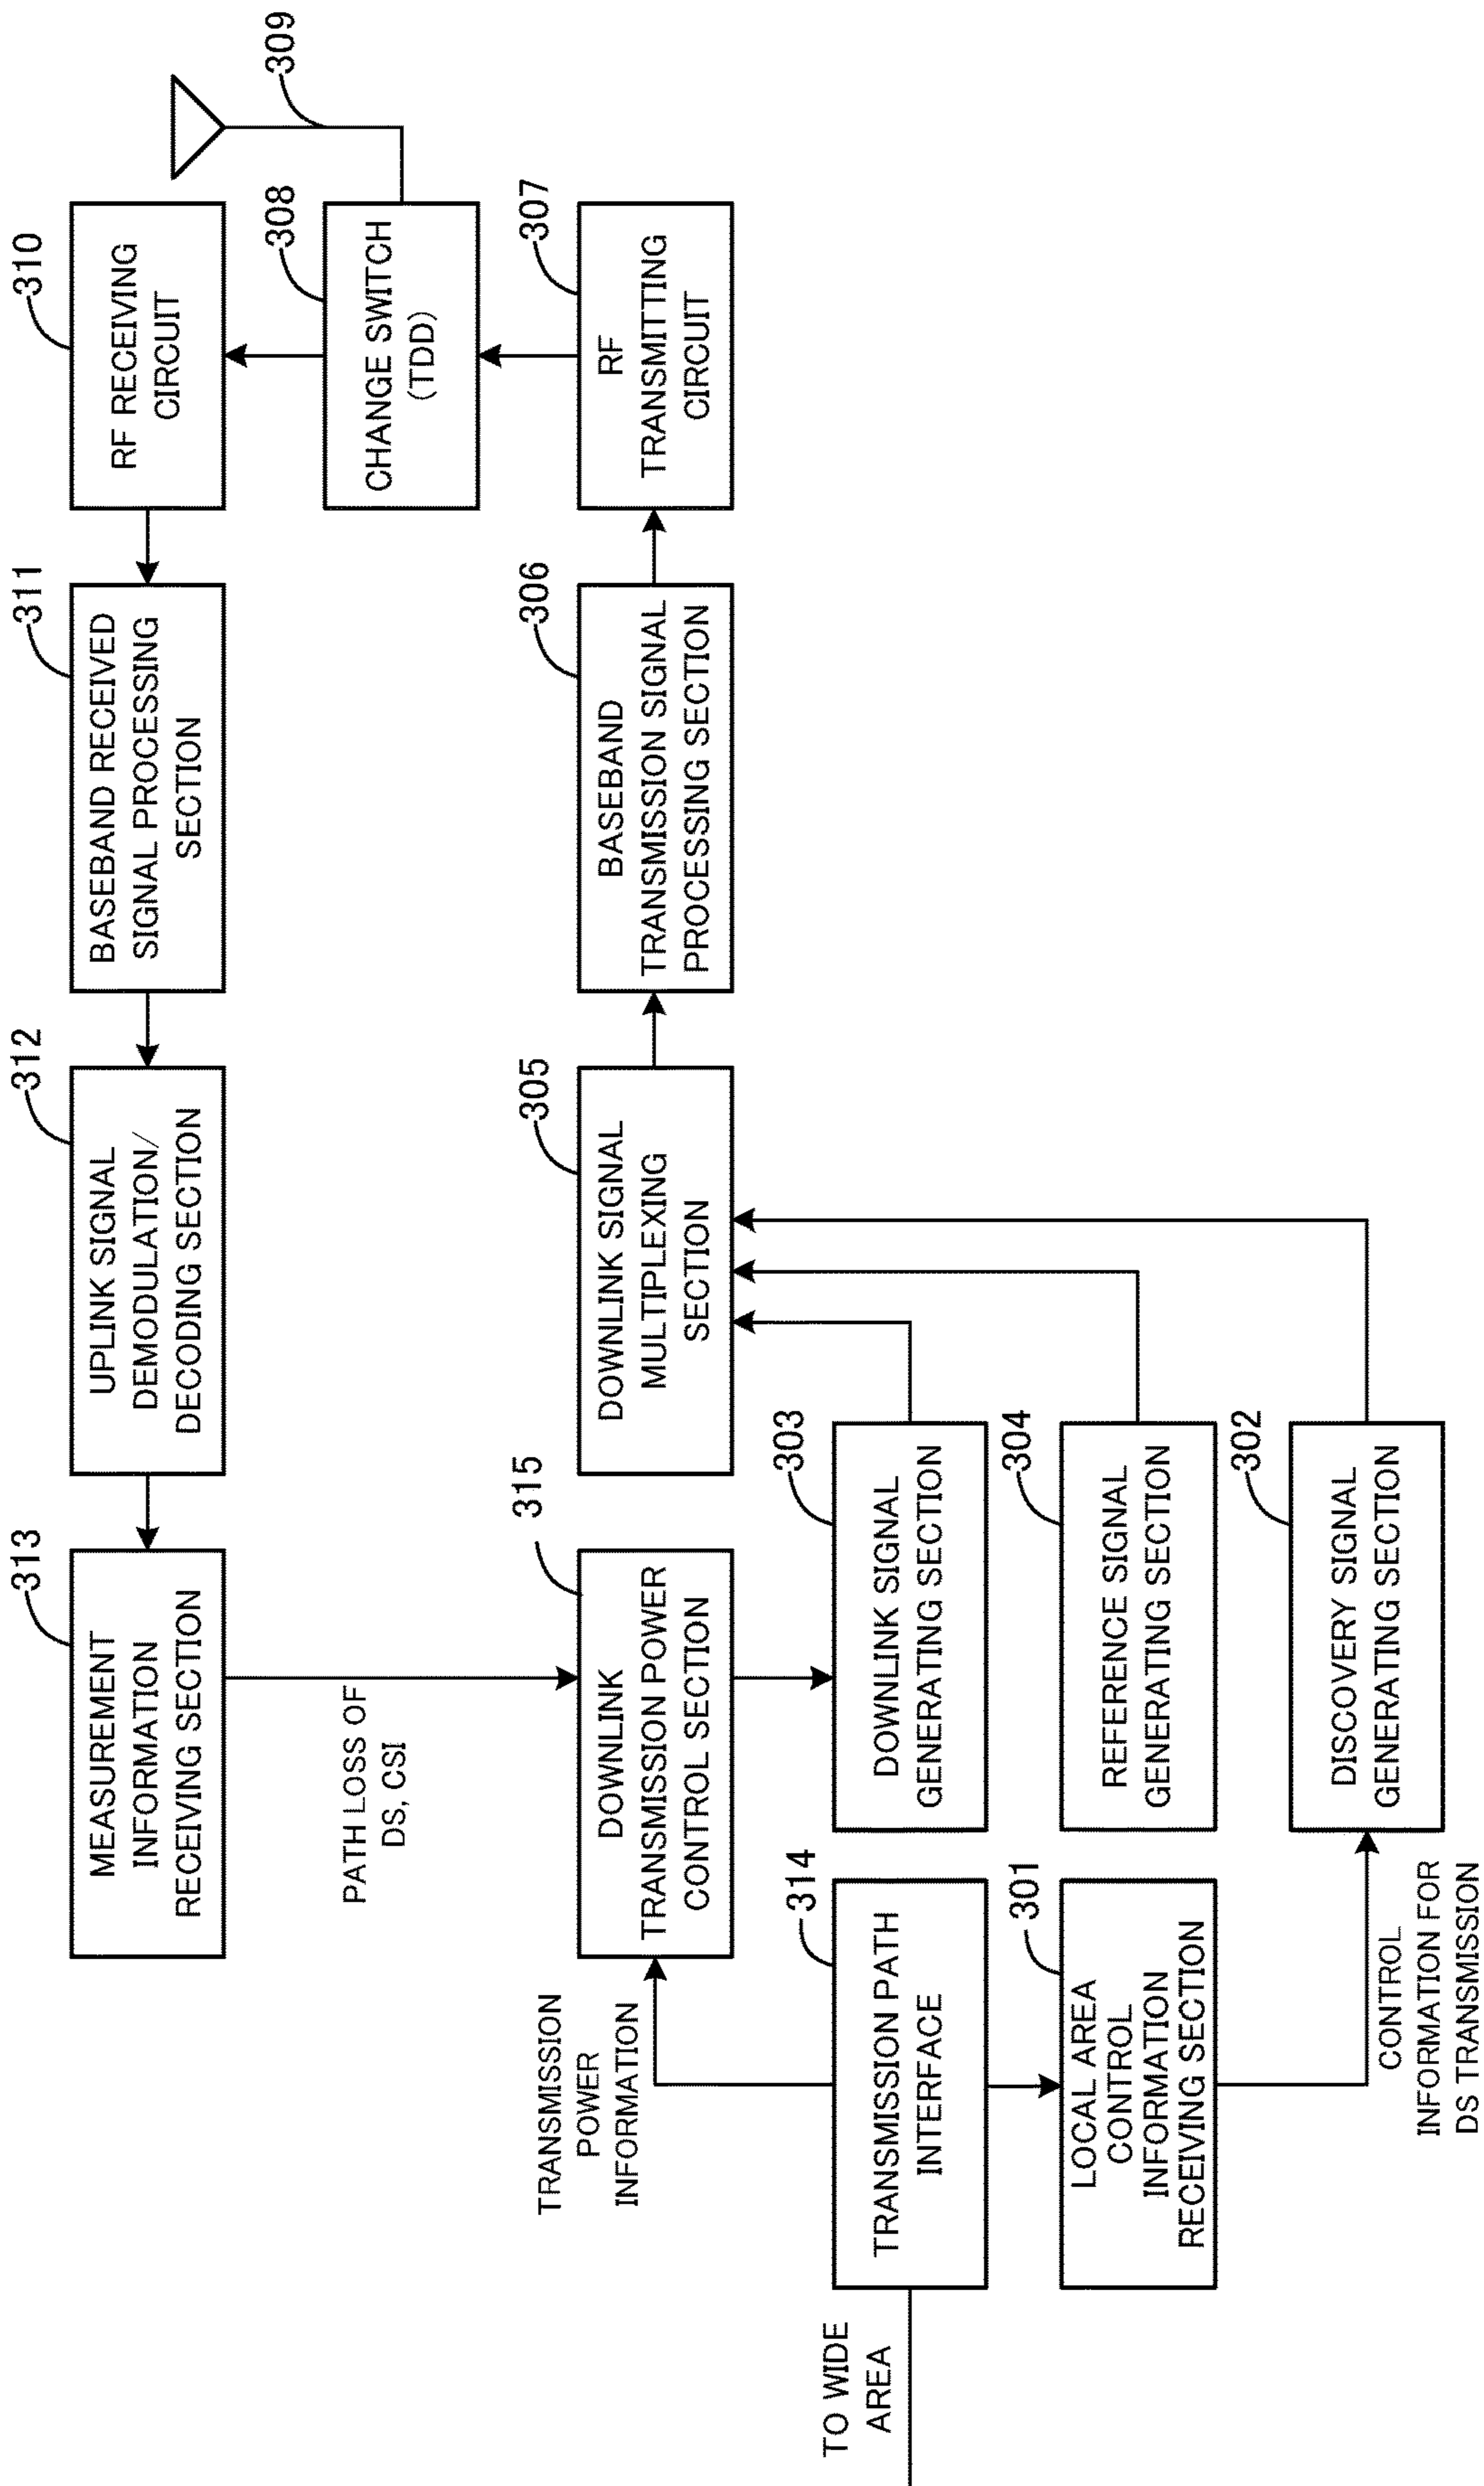 313
MEASUREMENT
INFORMATION
RECEIVING SECTION
312
UPLINK SIGNAL
DEMODULATION/
DECODING SECTION
311
BASEBAND RECEIVED
SIGNAL PROCESSING
SECTION
310
RF RECEIVING
CIRCUIT
309
308
CHANGE SWITCH
(TDD)
PATH LOSS OF
DS, CSI
TRANSMISSION
POWER
INFORMATION
315
DOWNLINK
TRANSMISSION POWER
CONTROL SECTION
305
DOWNLINK SIGNAL
MULTIPLEXING
SECTION
306
BASEBAND
TRANSMISSION SIGNAL
PROCESSING SECTION
307
RF
TRANSMITTING
CIRCUIT
TO WIDE
AREA
314
TRANSMISSION PATH
INTERFACE
303
DOWNLINK SIGNAL
GENERATING SECTION
301
LOCAL AREA
CONTROL
INFORMATION
RECEIVING SECTION
304
REFERENCE SIGNAL
GENERATING SECTION
302
DISCOVERY SIGNAL
GENERATING SECTION
CONTROL
INFORMATION FOR
DS TRANSMISSION